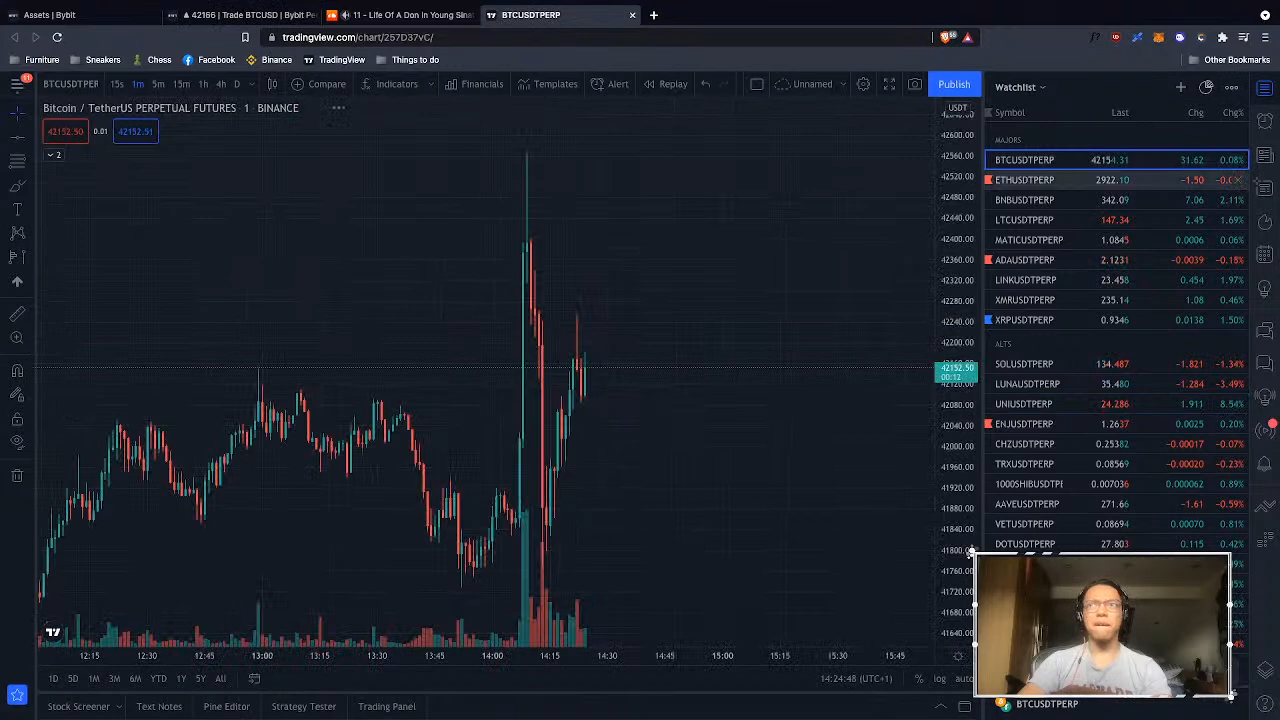 Assets | Bybit
42166 | Trade BTCUSD | Bybit Pe
11 - Life Of A Don In Young Sina
BTCUSDTPERP
tradingview.com/chart/257D37vC/
Furniture
Sneakers
Chess
Facebook
Binance
TradingView
Things to do
Other Bookmarks
BTCUSDTPERP
15s
1m
5m
15m
1h
4h
D
Compare
Indicators
Financials
Templates
Alert
Replay
Unnamed
Publish
Bitcoin / TetherUS PERPETUAL FUTURES · 1 · BINANCE
42152.50
0.01
42152.51
2
USDT
42600.00
42560.00
42520.00
42480.00
42440.00
42400.00
42360.00
42320.00
42280.00
42240.00
42200.00
42152.50
00:12
42120.00
42080.00
42040.00
42000.00
41960.00
41920.00
41880.00
41840.00
41800.00
41760.00
41720.00
41680.00
41640.00
12:15
12:30
12:45
13:00
13:15
13:30
13:45
14:00
14:15
14:30
14:45
15:00
15:15
15:30
15:45
1D
5D
1M
3M
6M
YTD
1Y
5Y
All
14:24:48 (UTC+1)
%
log
auto
Stock Screener
Text Notes
Pine Editor
Strategy Tester
Trading Panel
Watchlist
Symbol Last Chg Chg%
MAJORS
BTCUSDTPERP 42154.31 31.62 0.08%
ETHUSDTPERP 2922.10 −1.50
BNBUSDTPERP 342.09 7.06 2.11%
LTCUSDTPERP 147.34 2.45 1.69%
MATICUSDTPERP 1.0845 0.0006 0.06%
ADAUSDTPERP 2.1231 −0.0039 −0.18%
LINKUSDTPERP 23.458 0.454 1.97%
XMRUSDTPERP 235.14 1.08 0.46%
XRPUSDTPERP 0.9346 0.0138 1.50%
ALTS
SOLUSDTPERP 134.487 −1.821 −1.34%
LUNAUSDTPERP 35.480 −1.284 −3.49%
UNIUSDTPERP 24.286 1.911 8.54%
ENJUSDTPERP 1.2637 0.0025 0.20%
CHZUSDTPERP 0.25382 −0.00017 −0.07%
TRXUSDTPERP 0.08569 −0.00020 −0.23%
1000SHIBUSDTPE 0.007036 0.000062 0.89%
AAVEUSDTPERP 271.66 −1.61 −0.59%
VETUSDTPERP 0.08694 0.00070 0.81%
DOTUSDTPERP 27.803 0.115 0.42%
BTCUSDTPERP